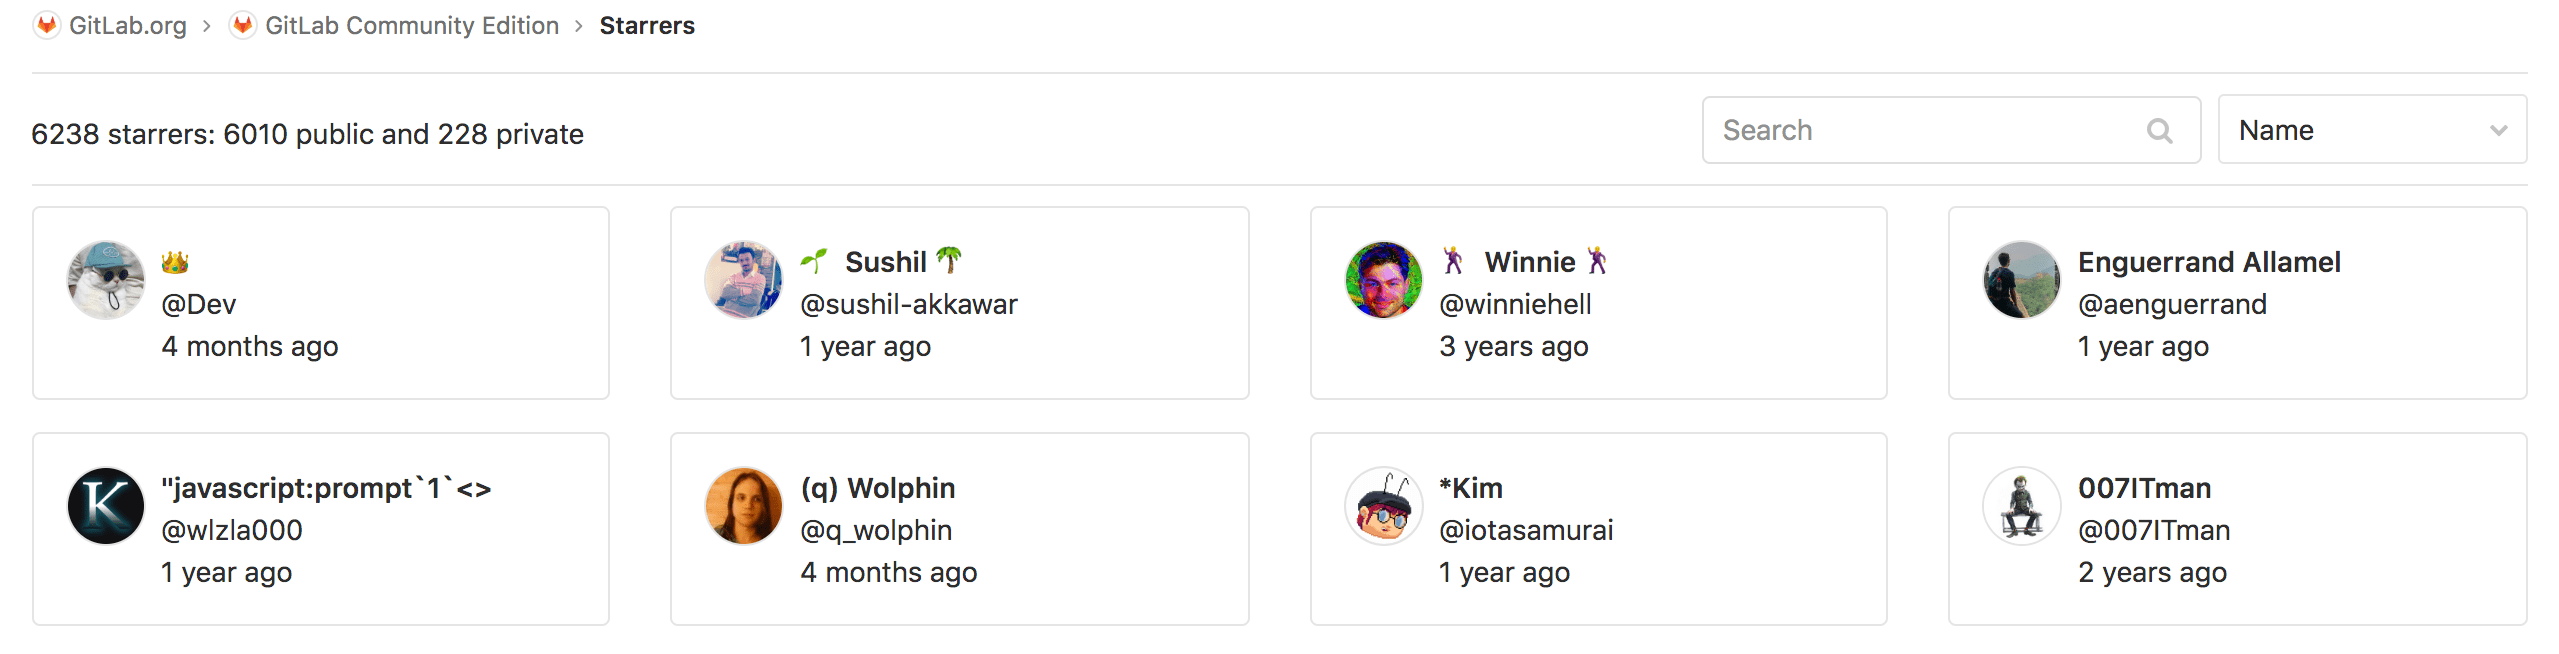 GitLab.org > GitLab Community Edition > Starrers
6238 starrers: 6010 public and 228 private
Search
Name
👑
@Dev
4 months ago
🌱 Sushil 🌴
@sushil-akkawar
1 year ago
🕺 Winnie 🕺
@winniehell
3 years ago
Enguerrand Allamel
@aenguerrand
1 year ago
"javascript:prompt`1`<>
@wlzla000
1 year ago
(q) Wolphin
@q_wolphin
4 months ago
*Kim
@iotasamurai
1 year ago
007ITman
@007ITman
2 years ago
K